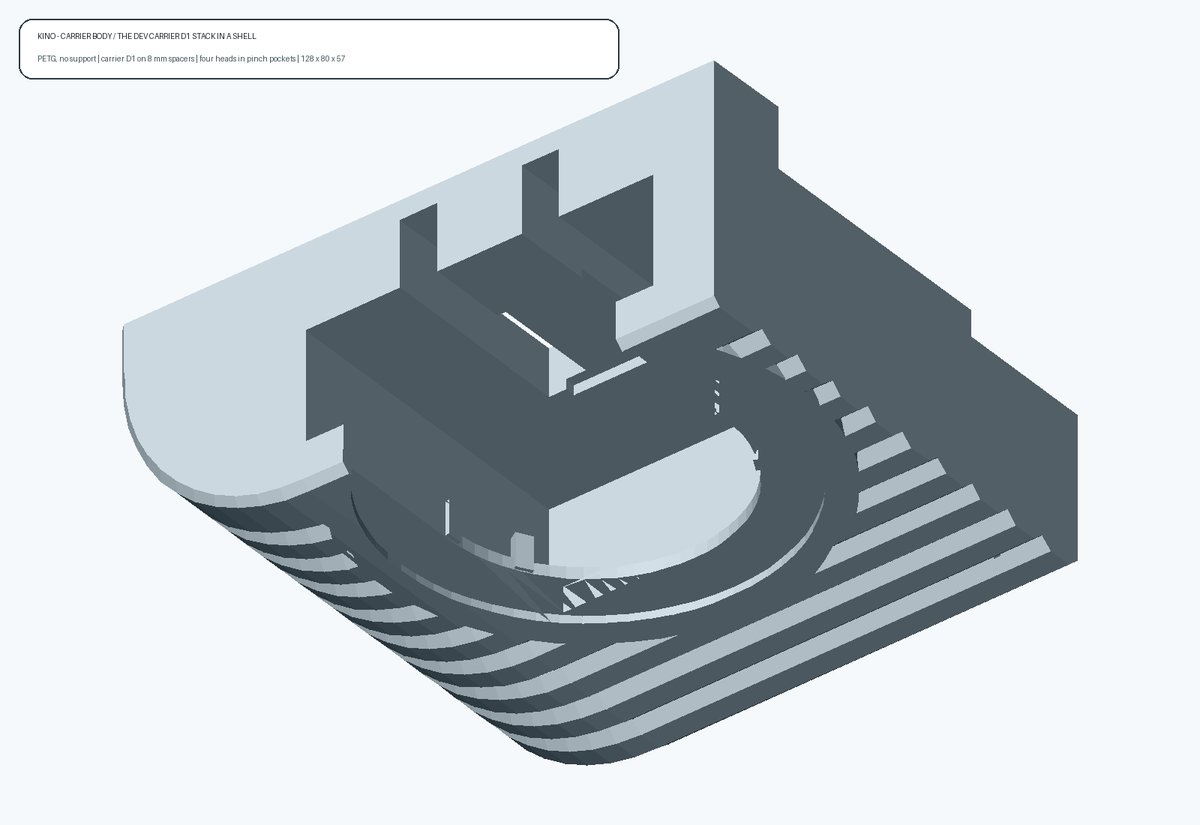 KINO - CARRIER BODY / THE DEV CARRIER D1 STACK IN A SHELL
PETG, no support | carrier D1 on 8 mm spacers | four heads in pinch pockets | 128 x 80 x 57